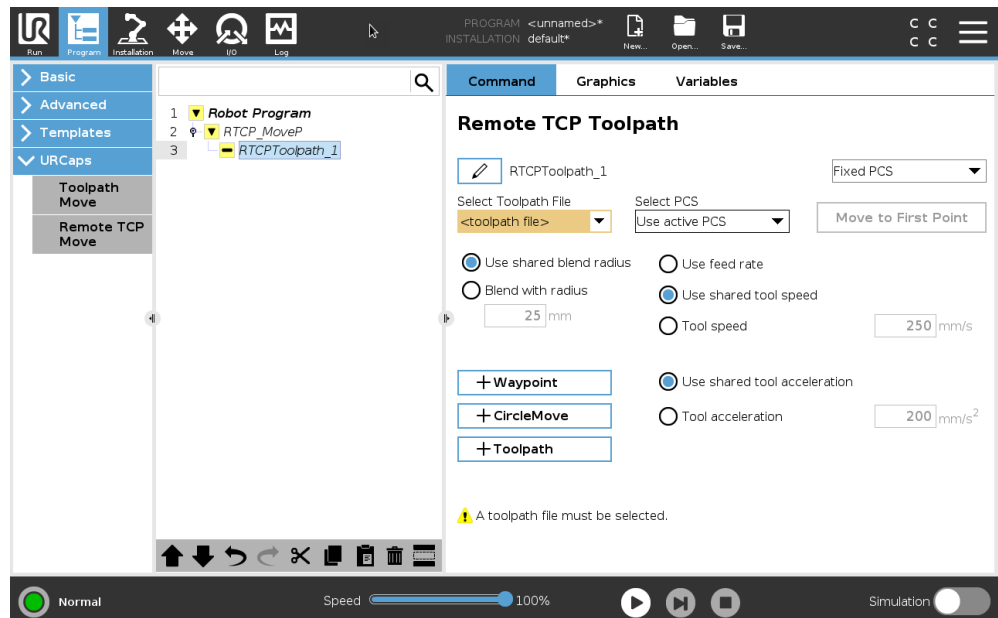 PROGRAM <unnamed>*
INSTALLATION default*
C C
C C
UR
Run
Program
Installation
Move
I/O
Log
New...
Open...
Save...
Basic
Advanced
Templates
URCaps
Toolpath
Move
Remote TCP
Move
1 Robot Program
2 RTCP_MoveP
3 RTCPToolpath_1
Command Graphics Variables
Remote TCP Toolpath
RTCPToolpath_1
Fixed PCS
Select Toolpath File Select PCS
<toolpath file> Use active PCS Move to First Point
Use shared blend radius Use feed rate
Blend with radius Use shared tool speed
25 mm Tool speed 250 mm/s
+ Waypoint Use shared tool acceleration
+ CircleMove Tool acceleration 200 mm/s²
+ Toolpath
A toolpath file must be selected.
Normal Speed 100% Simulation